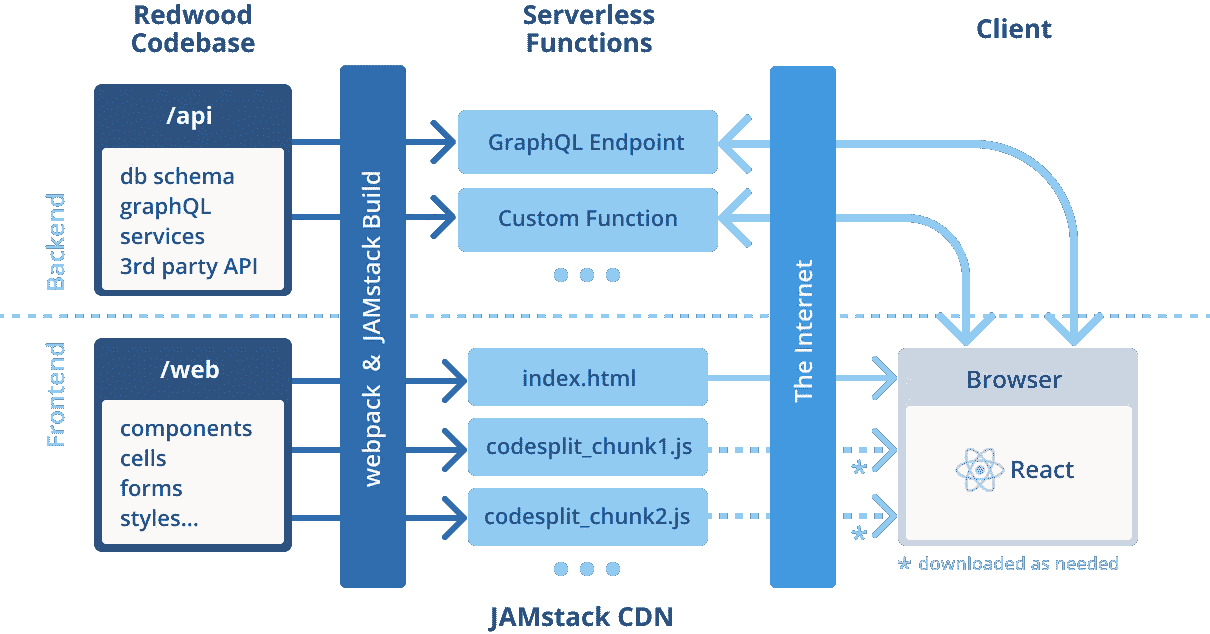 Redwood
Codebase
Serverless
Functions
Client
Backend
/api
db schema
graphQL
services
3rd party API
webpack & JAMstack Build
GraphQL Endpoint
Custom Function
The Internet
Frontend
/web
components
cells
forms
styles...
index.html
codesplit_chunk1.js
codesplit_chunk2.js
*
*
Browser
React
* downloaded as needed
JAMstack CDN